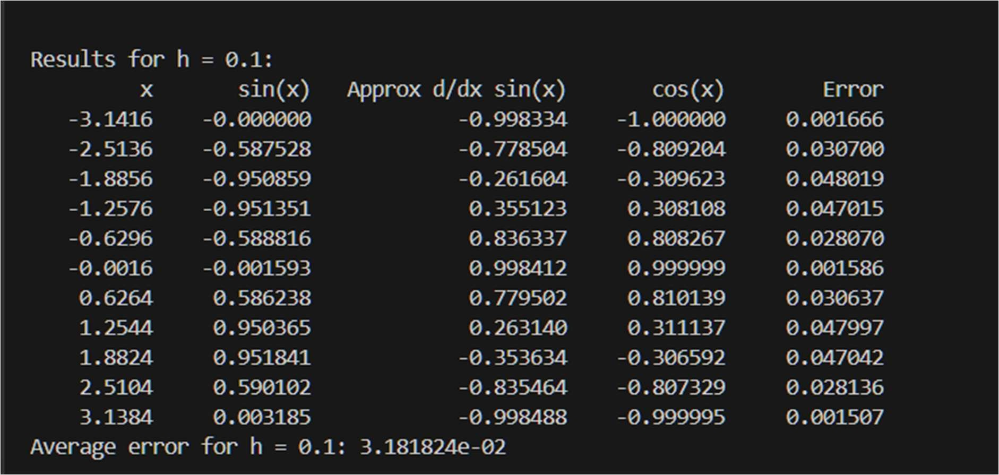 Results for h = 0.1:
x sin(x) Approx d/dx sin(x) cos(x) Error
-3.1416 -0.000000 -0.998334 -1.000000 0.001666
-2.5136 -0.587528 -0.778504 -0.809204 0.030700
-1.8856 -0.950859 -0.261604 -0.309623 0.048019
-1.2576 -0.951351 0.355123 0.308108 0.047015
-0.6296 -0.588816 0.836337 0.808267 0.028070
-0.0016 -0.001593 0.998412 0.999999 0.001586
0.6264 0.586238 0.779502 0.810139 0.030637
1.2544 0.950365 0.263140 0.311137 0.047997
1.8824 0.951841 -0.353634 -0.306592 0.047042
2.5104 0.590102 -0.835464 -0.807329 0.028136
3.1384 0.003185 -0.998488 -0.999995 0.001507
Average error for h = 0.1: 3.181824e-02